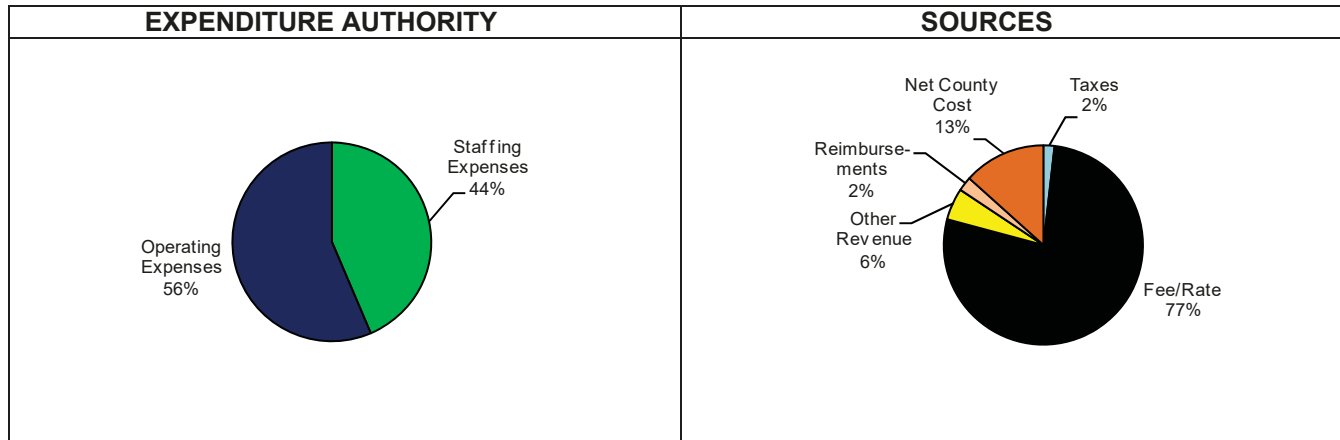 EXPENDITURE AUTHORITY
Staffing
Expenses
44%
Operating
Expenses
56%
SOURCES
Net County
Cost
13%
Taxes
2%
Reimburse-
ments
2%
Other
Revenue
6%
Fee/Rate
77%